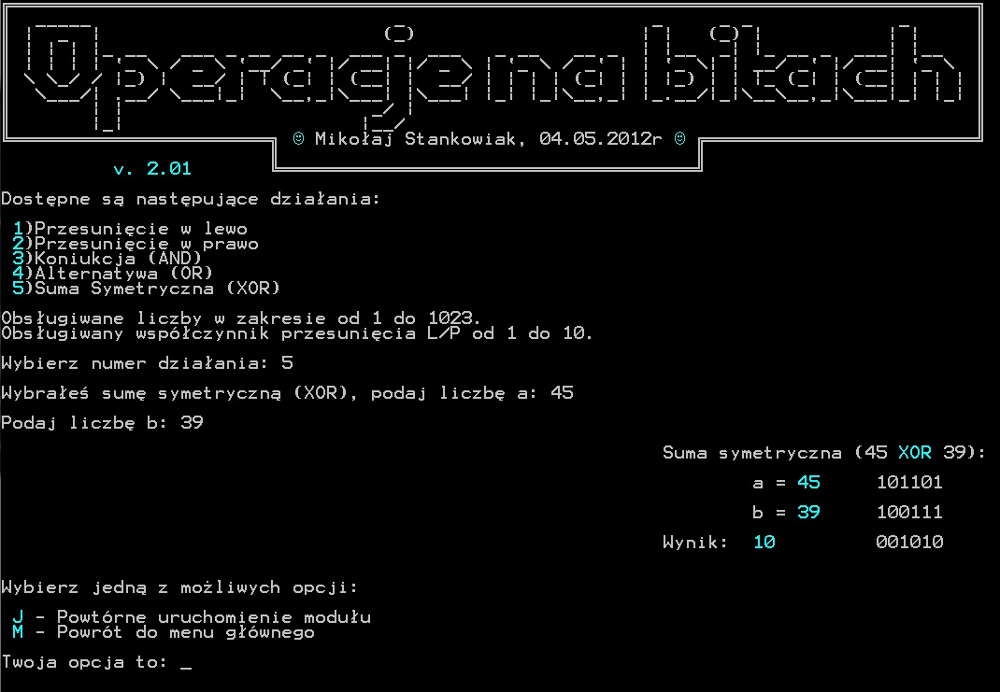 Operacje na bitach
☺ Mikołaj Stankowiak, 04.05.2012r ☺
v. 2.01
Dostępne są następujące działania:
1)Przesunięcie w lewo
2)Przesunięcie w prawo
3)Koniukcja (AND)
4)Alternatywa (OR)
5)Suma Symetryczna (XOR)
Obsługiwane liczby w zakresie od 1 do 1023.
Obsługiwany współczynnik przesunięcia L/P od 1 do 10.
Wybierz numer działania: 5
Wybrałeś sumę symetryczną (XOR), podaj liczbę a: 45
Podaj liczbę b: 39
Suma symetryczna (45 XOR 39):
a = 45 101101
b = 39 100111
Wynik: 10 001010
Wybierz jedną z możliwych opcji:
J - Powtórne uruchomienie modułu
M - Powrót do menu głównego
Twoja opcja to: _